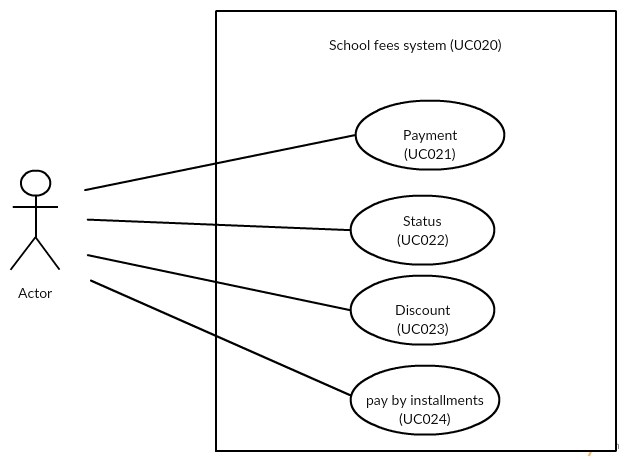 School fees system (UC020)
Payment
(UC021)
Status
(UC022)
Discount
(UC023)
Actor
pay by installments
(UC024)